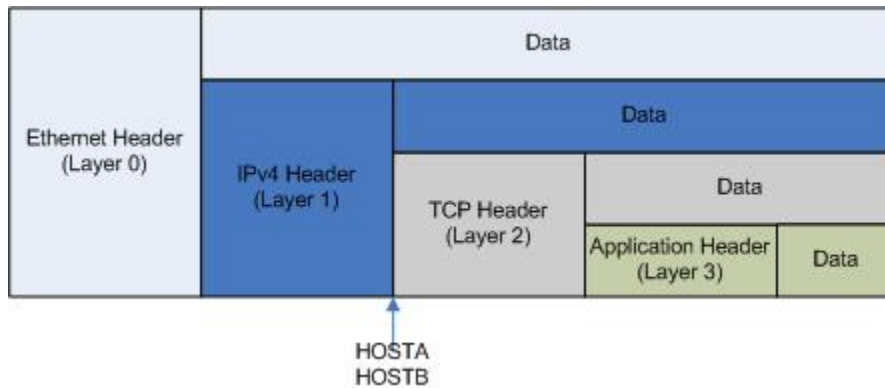 Data
Ethernet Header
(Layer 0)
IPv4 Header
(Layer 1)
Data
TCP Header
(Layer 2)
Data
Application Header
(Layer 3)
Data
HOSTA
HOSTB